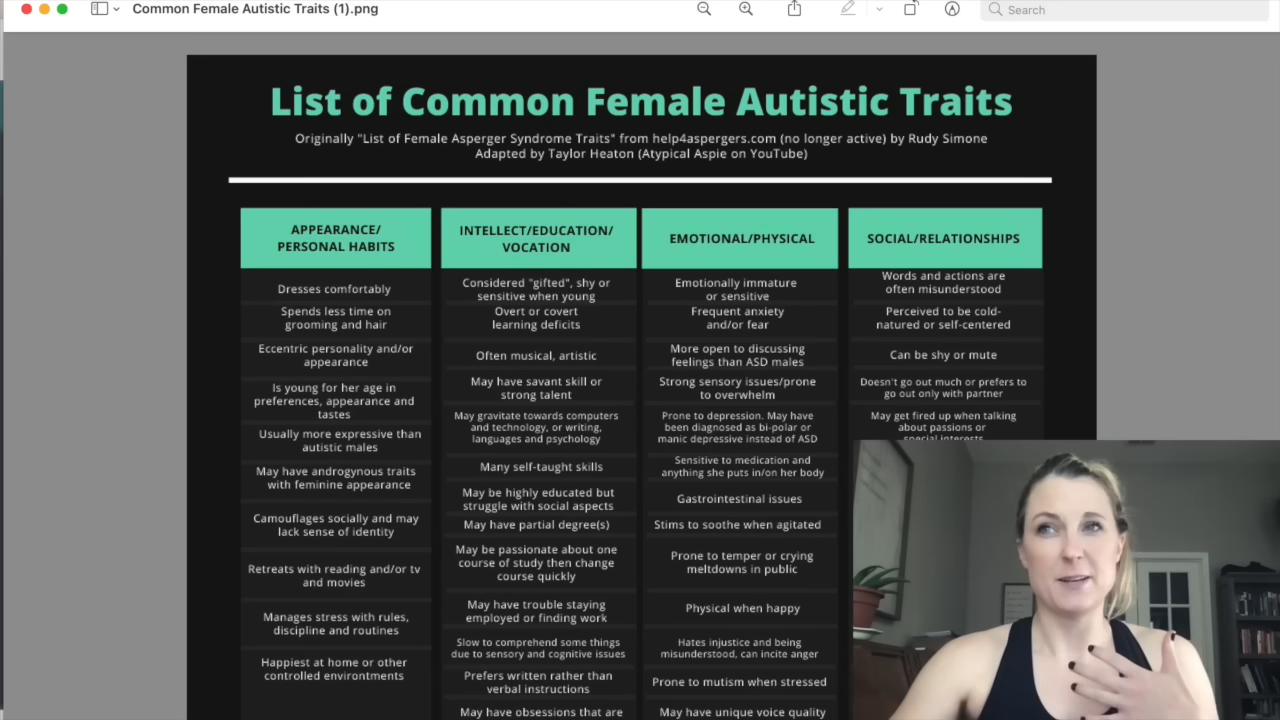 Common Female Autistic Traits (1).png
Search
List of Common Female Autistic Traits
Originally "List of Female Asperger Syndrome Traits" from help4aspergers.com (no longer active) by Rudy Simone
Adapted by Taylor Heaton (Atypical Aspie on YouTube)
APPEARANCE/
PERSONAL HABITS
Dresses comfortably
Spends less time on
grooming and hair
Eccentric personality and/or
appearance
Is young for her age in
preferences, appearance and
tastes
Usually more expressive than
autistic males
May have androgynous traits
with feminine appearance
Camouflages socially and may
lack sense of identity
Retreats with reading and/or tv
and movies
Manages stress with rules,
discipline and routines
Happiest at home or other
controlled environtments
INTELLECT/EDUCATION/
VOCATION
Considered "gifted", shy or
sensitive when young
Overt or covert
learning deficits
Often musical, artistic
May have savant skill or
strong talent
May gravitate towards computers
and technology, or writing,
languages and psychology
Many self-taught skills
May be highly educated but
struggle with social aspects
May have partial degree(s)
May be passionate about one
course of study then change
course quickly
May have trouble staying
employed or finding work
Slow to comprehend some things
due to sensory and cognitive issues
Prefers written rather than
verbal instructions
May have obsessions that are
EMOTIONAL/PHYSICAL
Emotionally immature
or sensitive
Frequent anxiety
and/or fear
More open to discussing
feelings than ASD males
Strong sensory issues/prone
to overwhelm
Prone to depression. May have
been diagnosed as bi-polar or
manic depressive instead of ASD
Sensitive to medication and
anything she puts in/on her body
Gastrointestinal issues
Stims to soothe when agitated
Prone to temper or crying
meltdowns in public
Physical when happy
Hates injustice and being
misunderstood, can incite anger
Prone to mutism when stressed
May have unique voice quality
SOCIAL/RELATIONSHIPS
Words and actions are
often misunderstood
Perceived to be cold-
natured or self-centered
Can be shy or mute
Doesn't go out much or prefers to
go out only with partner
May get fired up when talking
about passions or
special interests